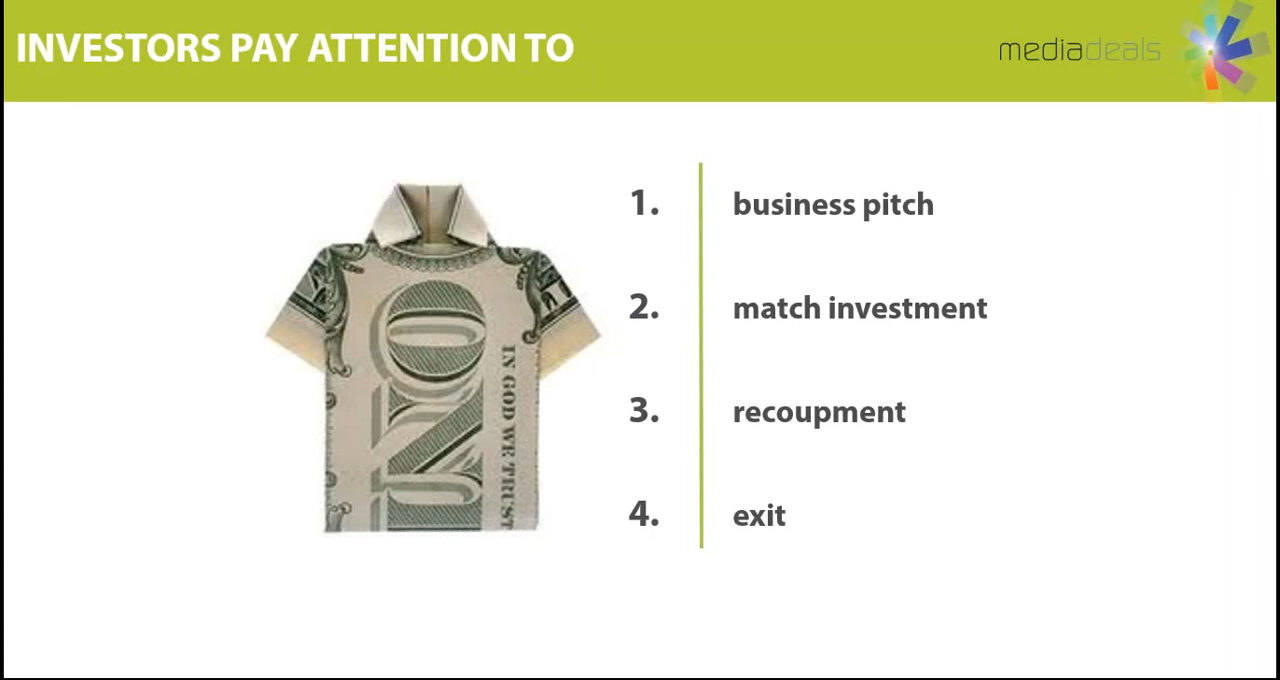 INVESTORS PAY ATTENTION TO
mediadeals
1. business pitch
2. match investment
3. recoupment
4. exit
ONO
IN GOD WE TRUST